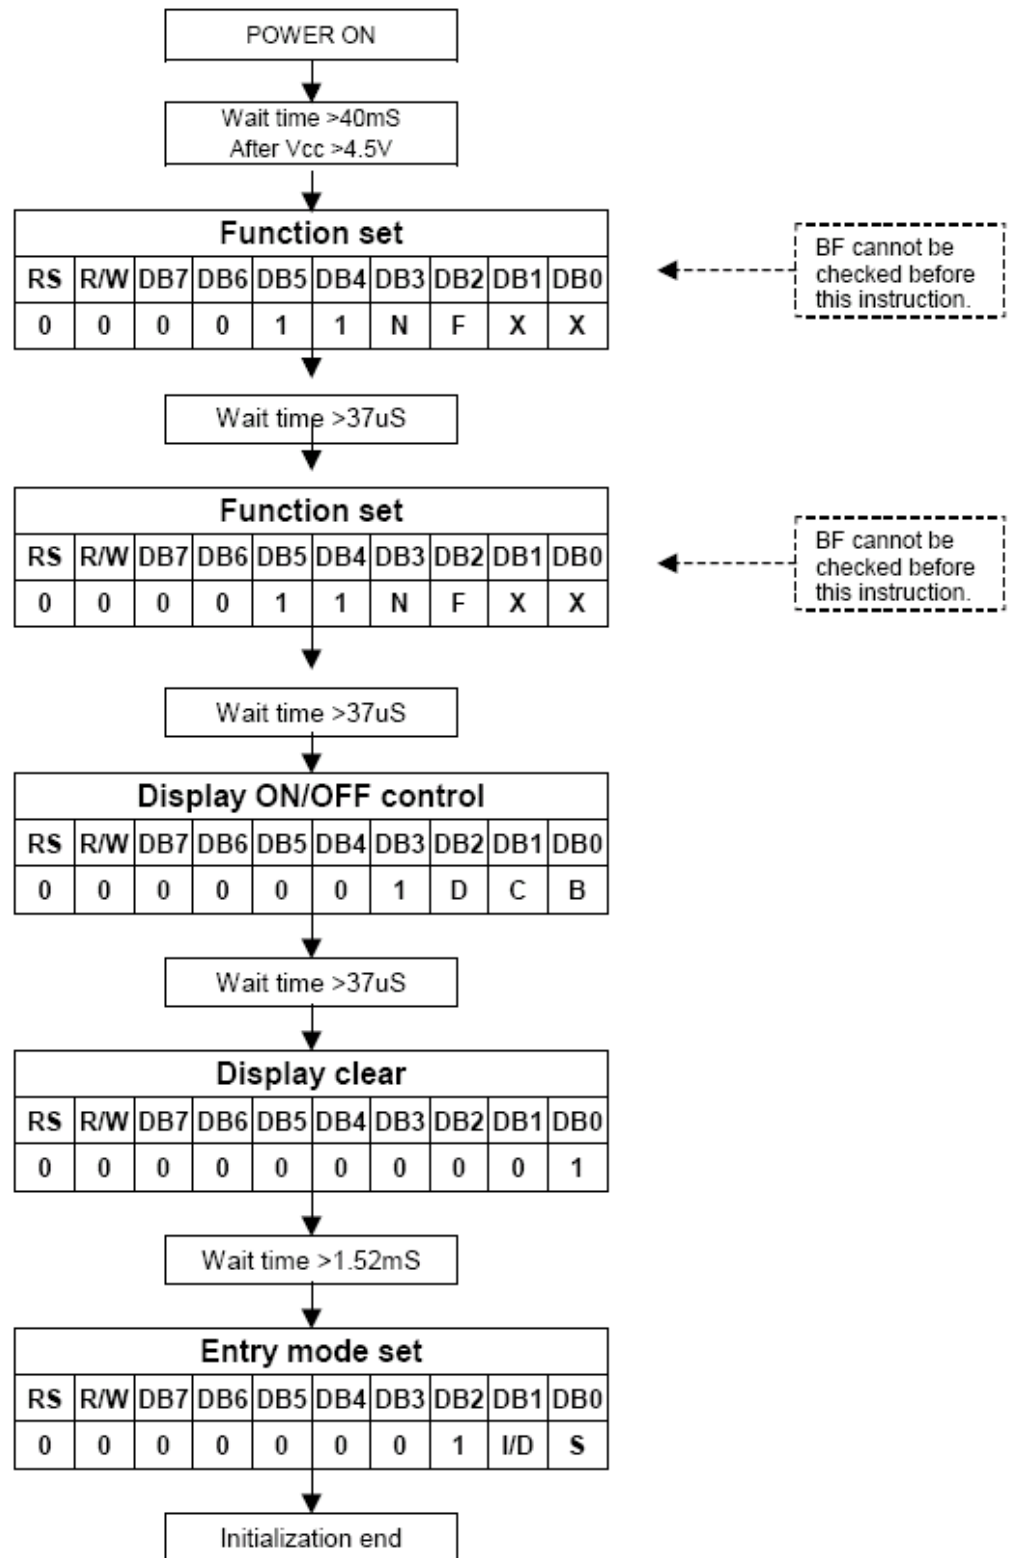 POWER ON
Wait time >40mS
After Vcc >4.5V
Function set
RS R/W DB7 DB6 DB5 DB4 DB3 DB2 DB1 DB0
0 0 0 0 1 1 N F X X
BF cannot be
checked before
this instruction.
Wait time >37uS
Function set
RS R/W DB7 DB6 DB5 DB4 DB3 DB2 DB1 DB0
0 0 0 0 1 1 N F X X
BF cannot be
checked before
this instruction.
Wait time >37uS
Display ON/OFF control
RS R/W DB7 DB6 DB5 DB4 DB3 DB2 DB1 DB0
0 0 0 0 0 0 1 D C B
Wait time >37uS
Display clear
RS R/W DB7 DB6 DB5 DB4 DB3 DB2 DB1 DB0
0 0 0 0 0 0 0 0 0 1
Wait time >1.52mS
Entry mode set
RS R/W DB7 DB6 DB5 DB4 DB3 DB2 DB1 DB0
0 0 0 0 0 0 0 1 I/D S
Initialization end